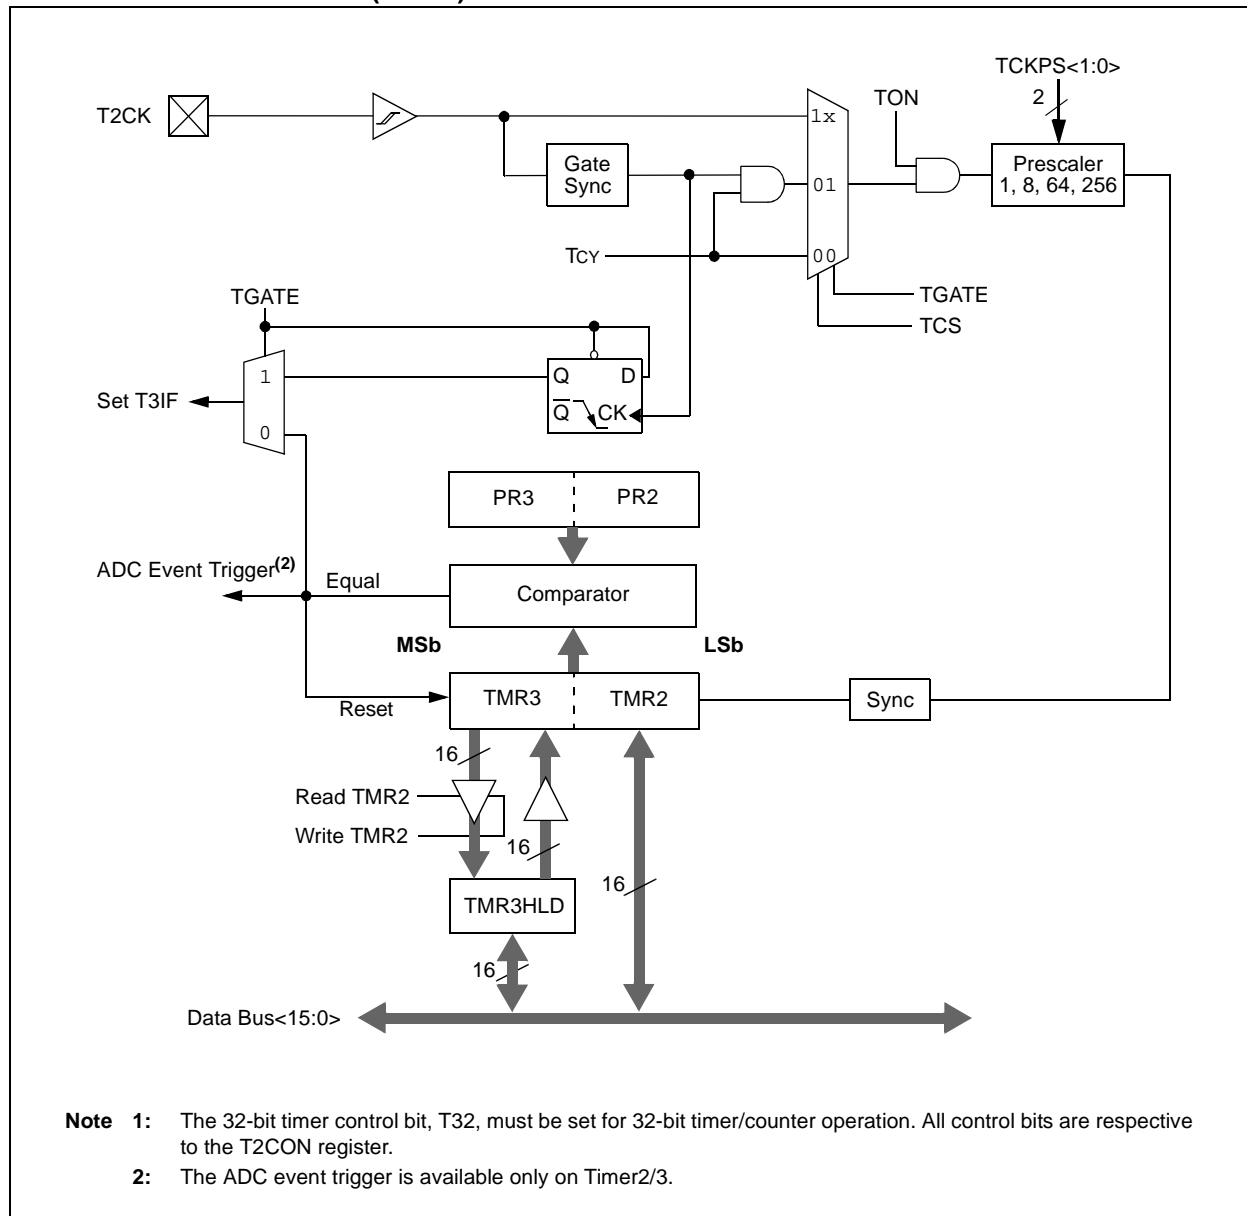 TCKPS<1:0>
2
TON
T2CK
1x
Gate
Sync
Prescaler
1, 8, 64, 256
01
TCY
00
TGATE
TCS
TGATE
1
Q D
Set T3IF
Q CK
0
PR3 PR2
ADC Event Trigger(2)
Equal
Comparator
MSb LSb
TMR3 TMR2
Sync
Reset
16
Read TMR2
Write TMR2
16
16
TMR3HLD
16
Data Bus<15:0>
Note 1: The 32-bit timer control bit, T32, must be set for 32-bit timer/counter operation. All control bits are respective
to the T2CON register.
2: The ADC event trigger is available only on Timer2/3.